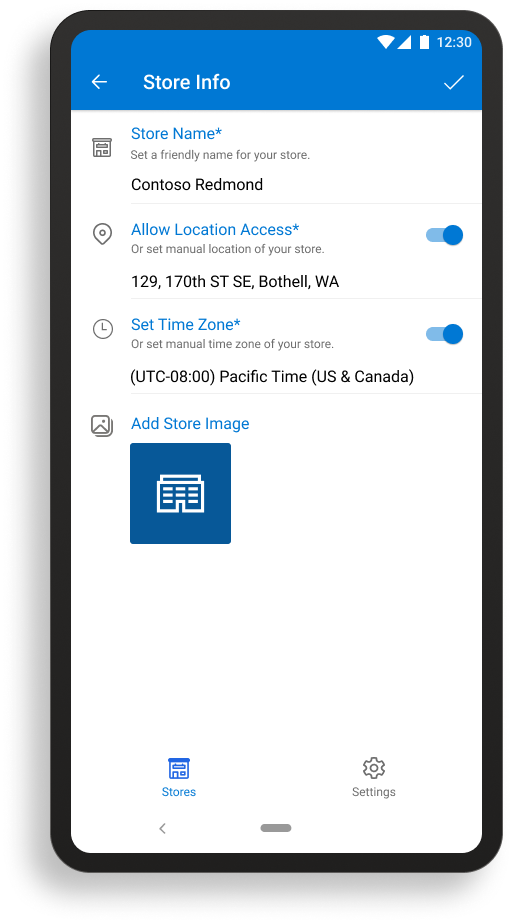 12:30
Store Info
Store Name*
Set a friendly name for your store.
Contoso Redmond
Allow Location Access*
Or set manual location of your store.
129, 170th ST SE, Bothell, WA
Set Time Zone*
Or set manual time zone of your store.
(UTC-08:00) Pacific Time (US & Canada)
Add Store Image
Stores
Settings